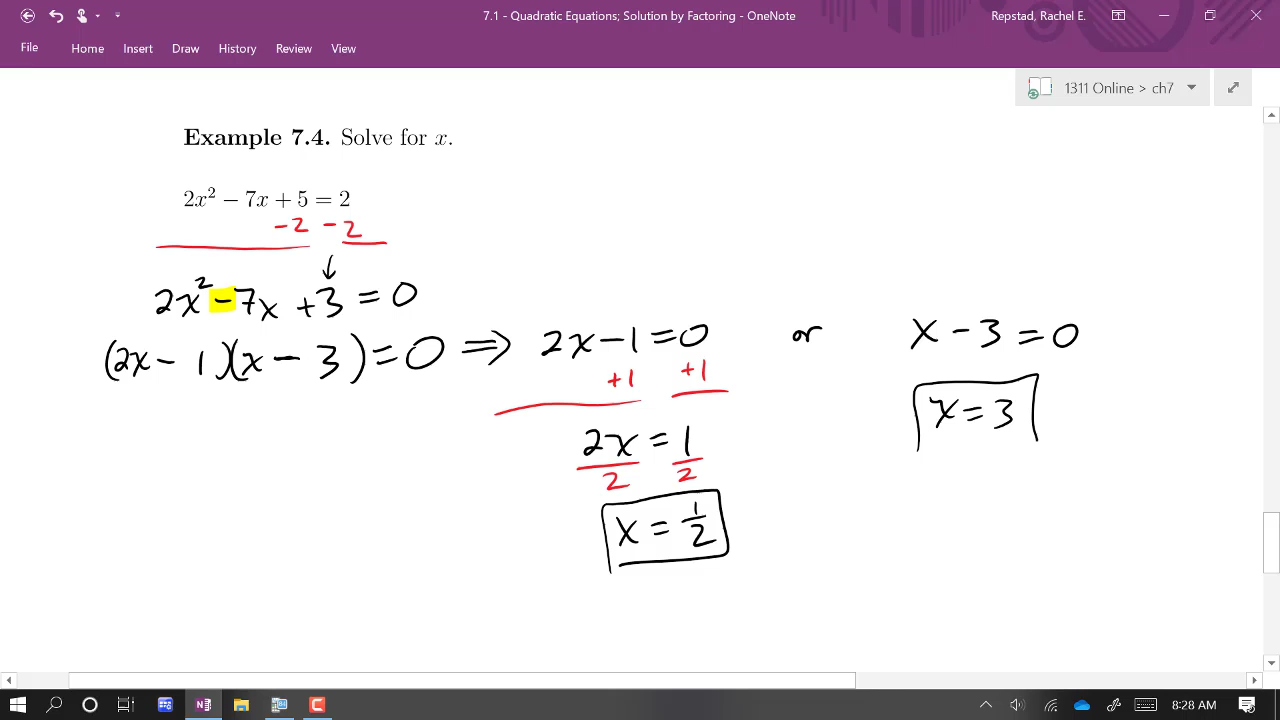 7.1 - Quadratic Equations; Solution by Factoring - OneNote
Repstad, Rachel E.
File Home Insert Draw History Review View
1311 Online > ch7
Example 7.4. Solve for x.
2x² − 7x + 5 = 2
-2 -2
2x² -7x +3 = 0
(2x - 1)(x - 3) = 0 ⟹ 2x - 1 = 0 or x - 3 = 0
+1 +1
x = 3
2x = 1
2 2
x = 1/2
8:28 AM